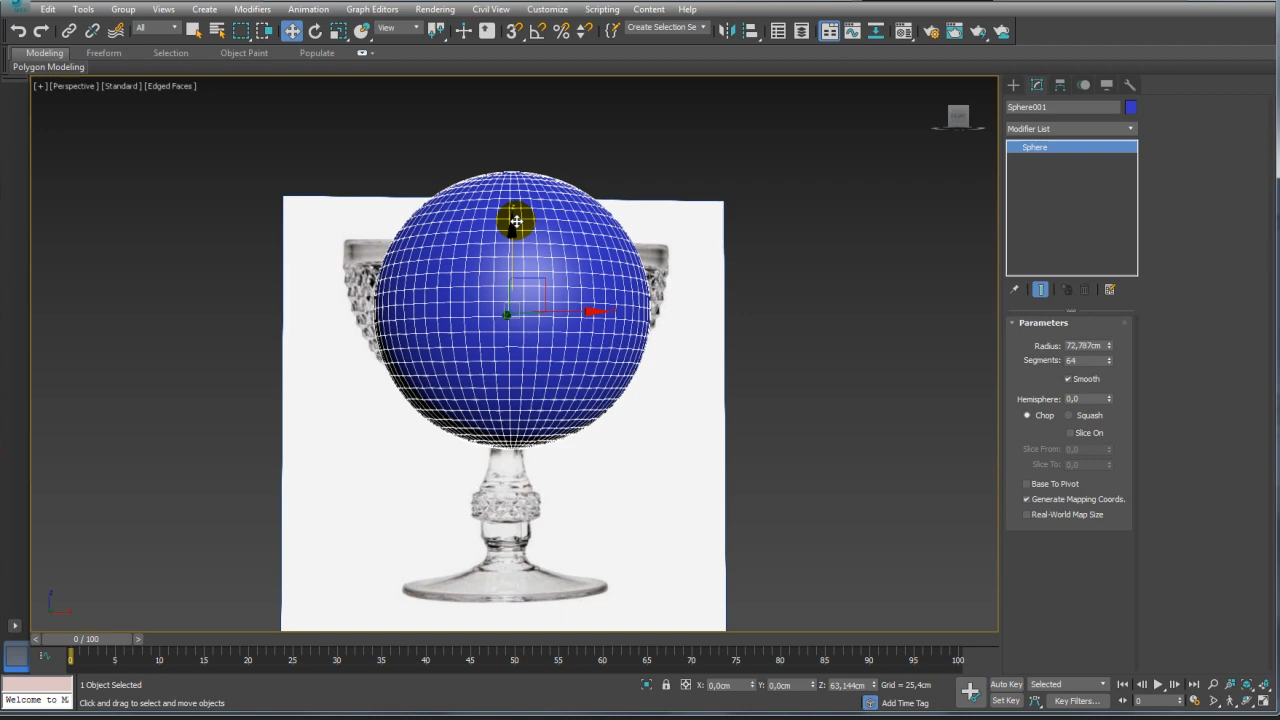 Edit Tools Group Views Create Modifiers Animation Graph Editors Rendering Civil View Customize Scripting Content Help
All View Create Selection Se
Modeling Freeform Selection Object Paint Populate
Polygon Modeling
[+] [Perspective] [Standard] [Edged Faces]
Sphere001
Modifier List
Sphere
Parameters
Radius: 72,787cm
Segments: 64
Smooth
Hemisphere: 0,0
Chop Squash
Slice On
Slice From: 0,0
Slice To: 0,0
Base To Pivot
Generate Mapping Coords.
Real-World Map Size
z
0 / 100
0 5 10 15 20 25 30 35 40 45 50 55 60 65 70 75 80 85 90 95 100
1 Object Selected X: 0,0cm Y: 0,0cm Z: 63,144cm Grid = 25,4cm Auto Key Selected
Welcome to M Click and drag to select and move objects Add Time Tag Set Key Key Filters... 0